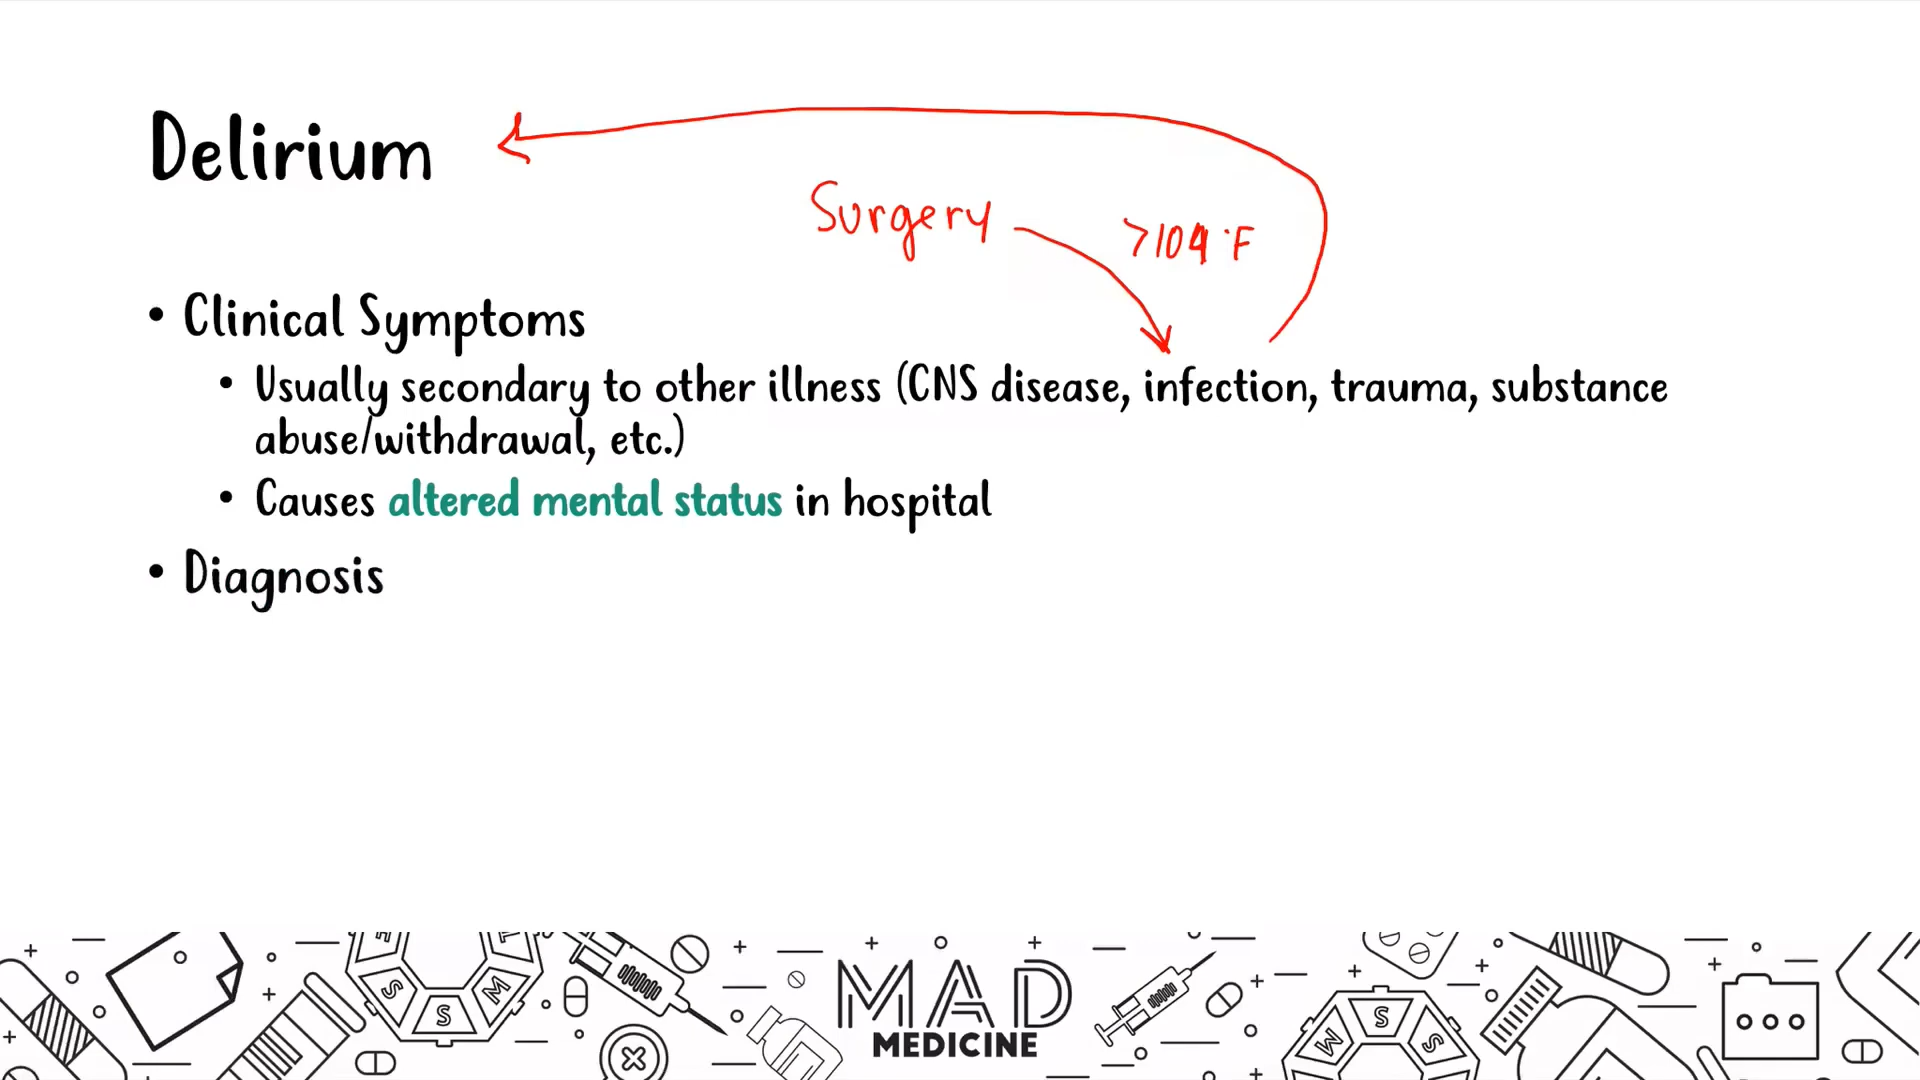 Delirium
Surgery
>104°F
• Clinical Symptoms
• Usually secondary to other illness (CNS disease, infection, trauma, substance
abuse/withdrawal, etc.)
• Causes altered mental status in hospital
• Diagnosis
MAD
MEDICINE
S
S
M
M
S
S